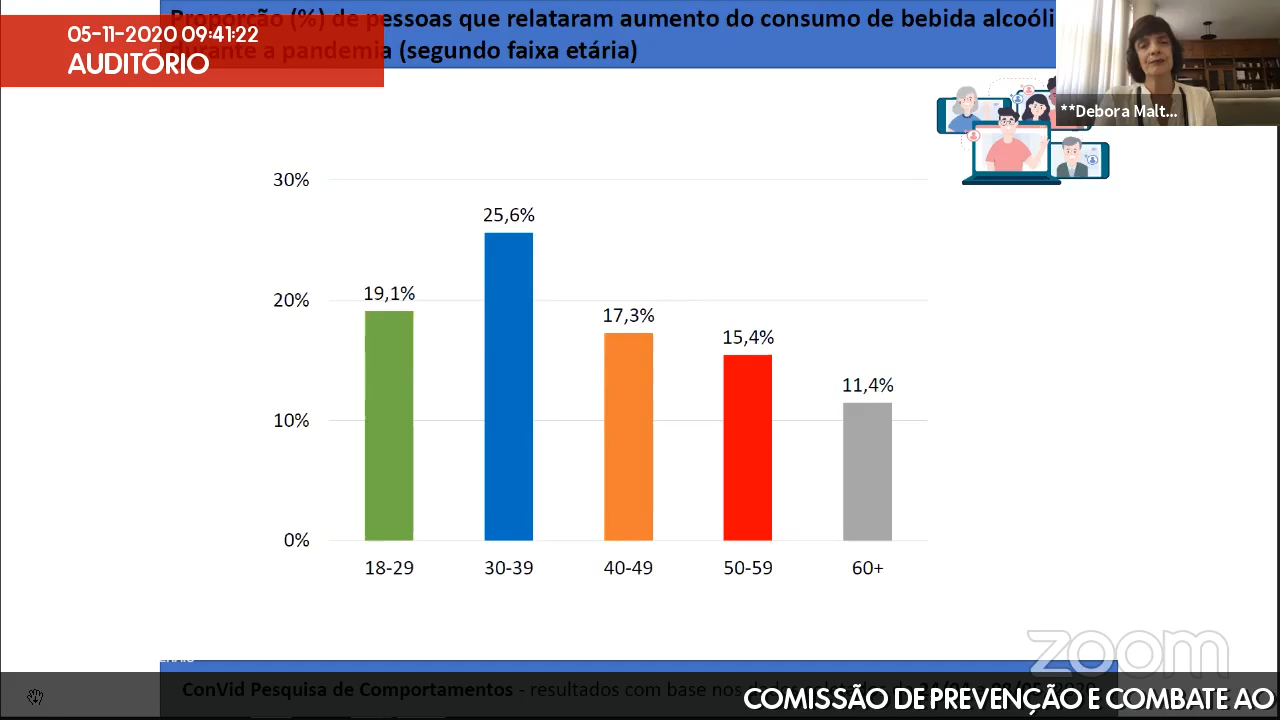 Proporção (%) de pessoas que relataram aumento do consumo de bebida alcoóli
durante a pandemia (segundo faixa etária)
05-11-2020 09:41:22
AUDITÓRIO
**Debora Malt...
30%
20%
10%
0%
19,1%
25,6%
17,3%
15,4%
11,4%
18-29
30-39
40-49
50-59
60+
zoom
ConVid Pesquisa de Comportamentos - resultados com base nos
COMISSÃO DE PREVENÇÃO E COMBATE AO